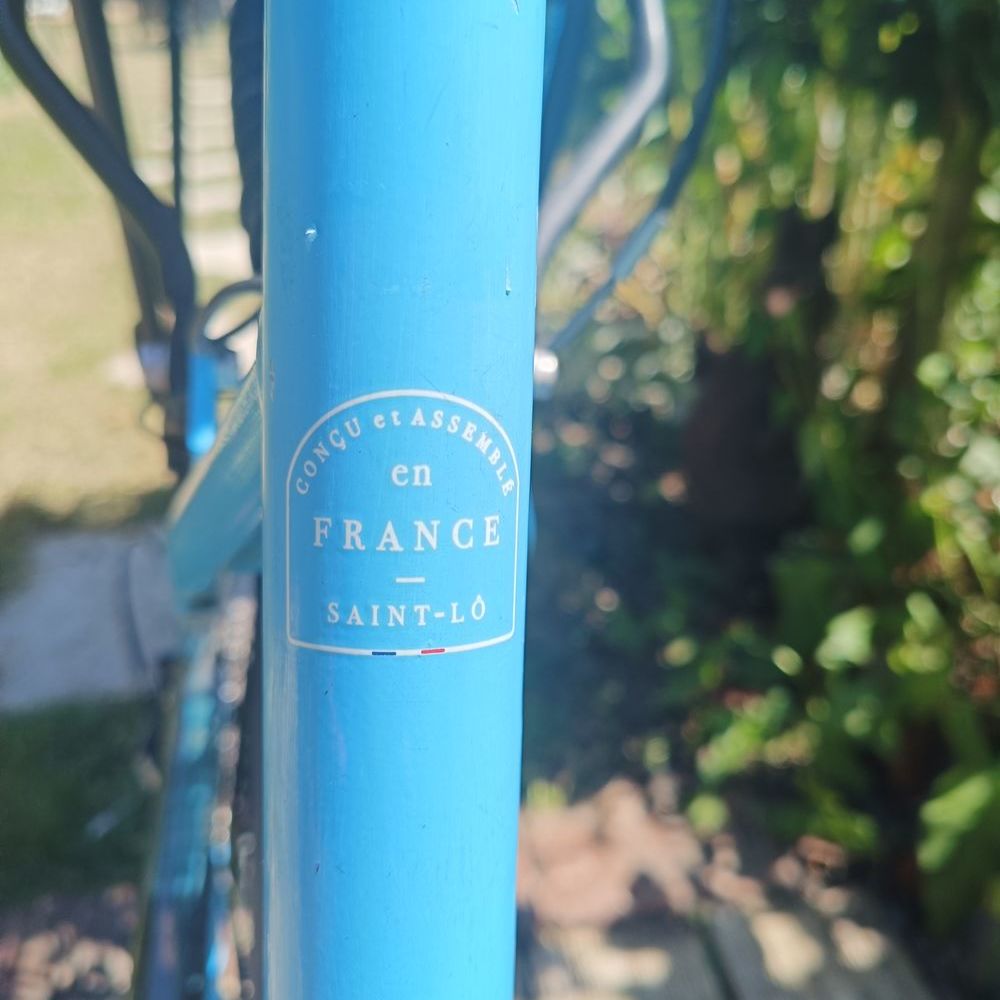 CONÇU et ASSEMBLÉ
en
FRANCE
SAINT-LÔ